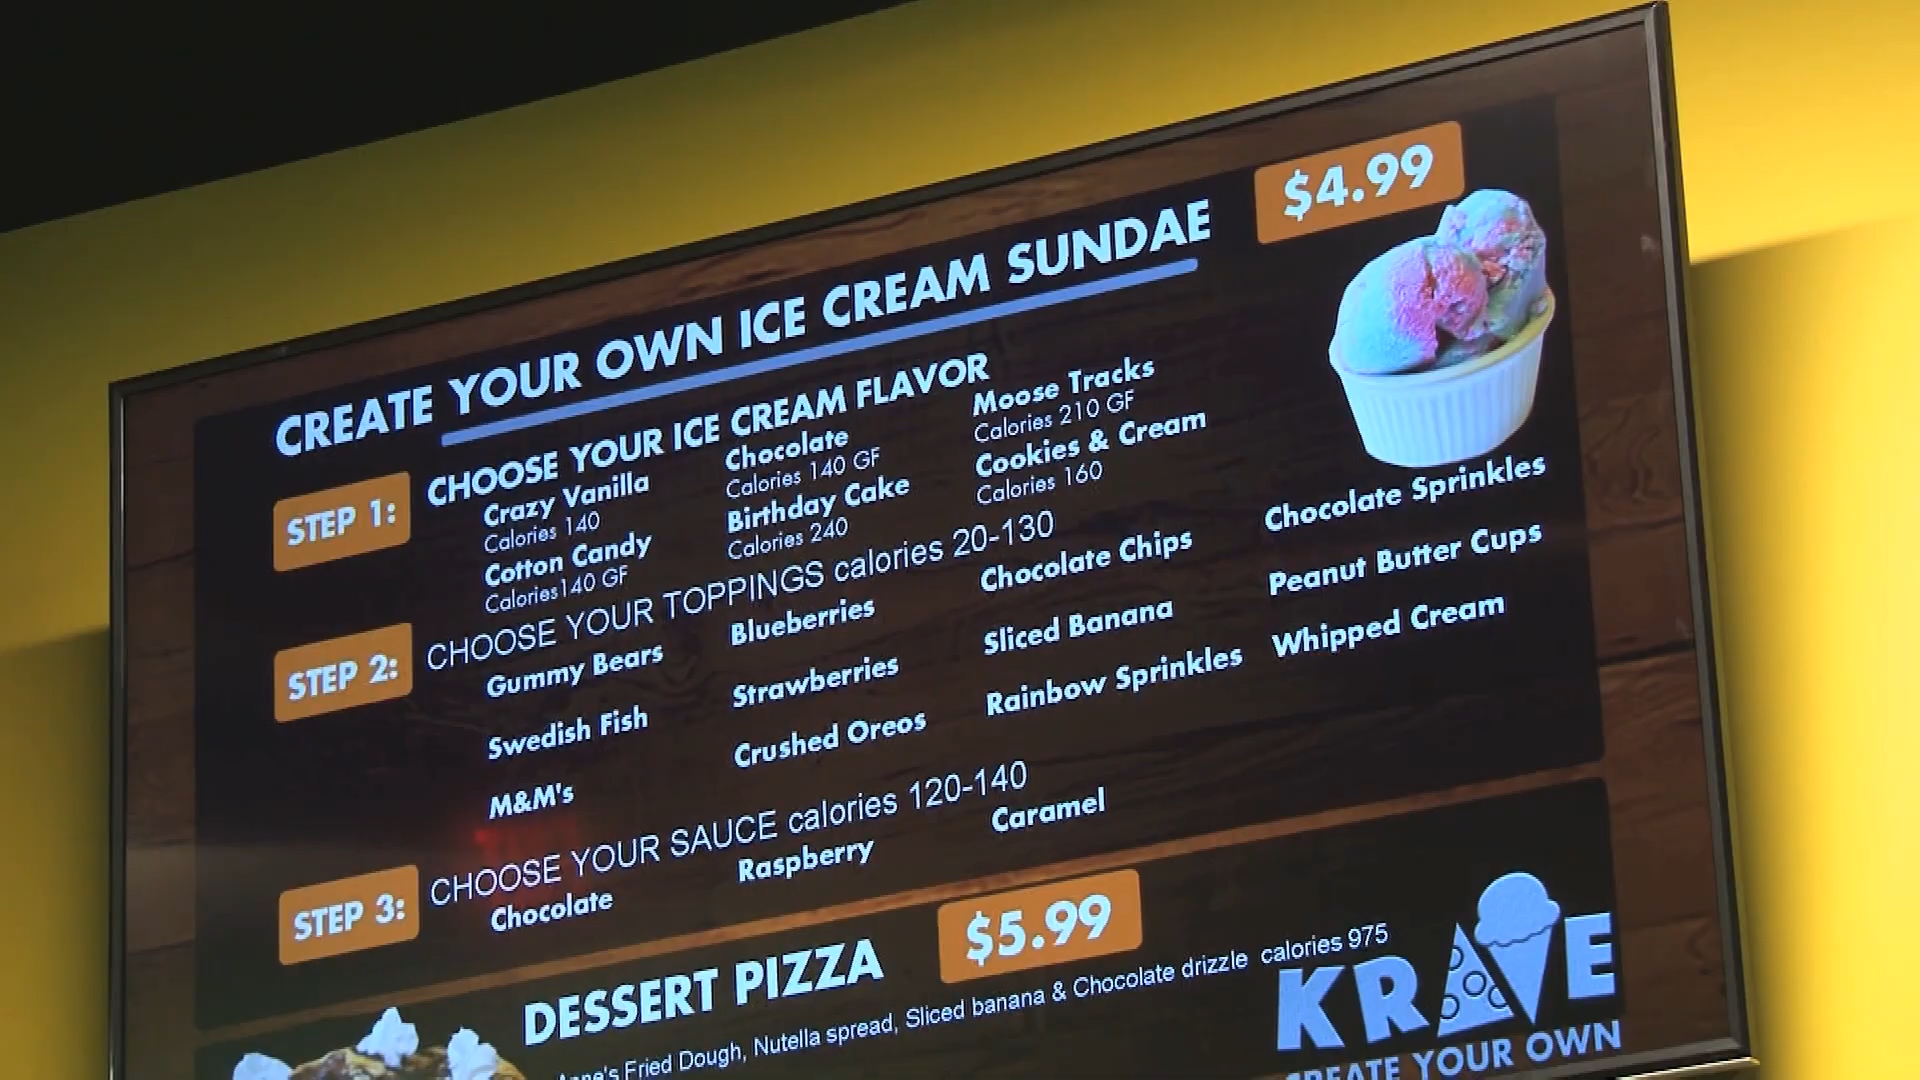 $4.99
CREATE YOUR OWN ICE CREAM SUNDAE
STEP 1: CHOOSE YOUR ICE CREAM FLAVOR
Crazy Vanilla
Calories 140
Cotton Candy
Calories140 GF
Chocolate
Calories 140 GF
Birthday Cake
Calories 240
Moose Tracks
Calories 210 GF
Cookies & Cream
Calories 160
STEP 2: CHOOSE YOUR TOPPINGS calories 20-130
Gummy Bears
Swedish Fish
M&M's
Blueberries
Strawberries
Crushed Oreos
Chocolate Chips
Sliced Banana
Rainbow Sprinkles
Chocolate Sprinkles
Peanut Butter Cups
Whipped Cream
STEP 3: CHOOSE YOUR SAUCE calories 120-140
Chocolate
Raspberry
Caramel
DESSERT PIZZA $5.99
Fried Dough, Nutella spread, Sliced banana & Chocolate drizzle calories 975
KRAVE
CREATE YOUR OWN